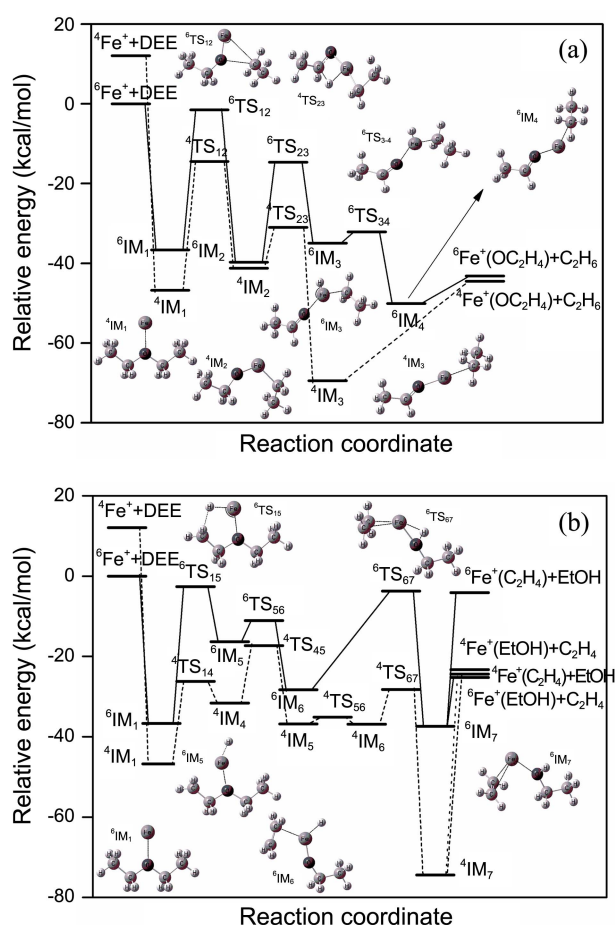 (a)
Relative energy (kcal/mol)
20
0
-20
-40
-60
-80
⁴Fe⁺+DEE
⁶Fe⁺+DEE
⁶TS₁₂
⁴TS₂₃
⁶TS₁₂
⁴TS₁₂
⁶TS₂₃
⁴TS₂₃
⁶TS₃₋₄
⁶TS₃₄
⁶IM₄
⁶IM₁
⁴IM₁
⁶IM₂
⁴IM₂
⁶IM₃
⁶IM₄
⁶Fe⁺(OC₂H₄)+C₂H₆
⁴Fe⁺(OC₂H₄)+C₂H₆
⁴IM₁
⁴IM₂
⁶IM₃
⁴IM₃
⁴IM₃
Reaction coordinate
(b)
Relative energy (kcal/mol)
20
0
-20
-40
-60
-80
⁴Fe⁺+DEE
⁶Fe⁺+DEE
⁶TS₁₅
⁶TS₁₅
⁶TS₆₇
⁶TS₆₇
⁴TS₁₄
⁶TS₅₆
⁴TS₄₅
⁶IM₅
⁴IM₄
⁶IM₆
⁴TS₅₆
⁴TS₆₇
⁶Fe⁺(C₂H₄)+EtOH
⁴Fe⁺(EtOH)+C₂H₄
⁴Fe⁺(C₂H₄)+EtOH
⁶Fe⁺(EtOH)+C₂H₄
⁶IM₁
⁴IM₁
⁴IM₅
⁴IM₆
⁶IM₇
⁴IM₇
⁶IM₅
⁶IM₁
⁶IM₆
⁶IM₇
Reaction coordinate